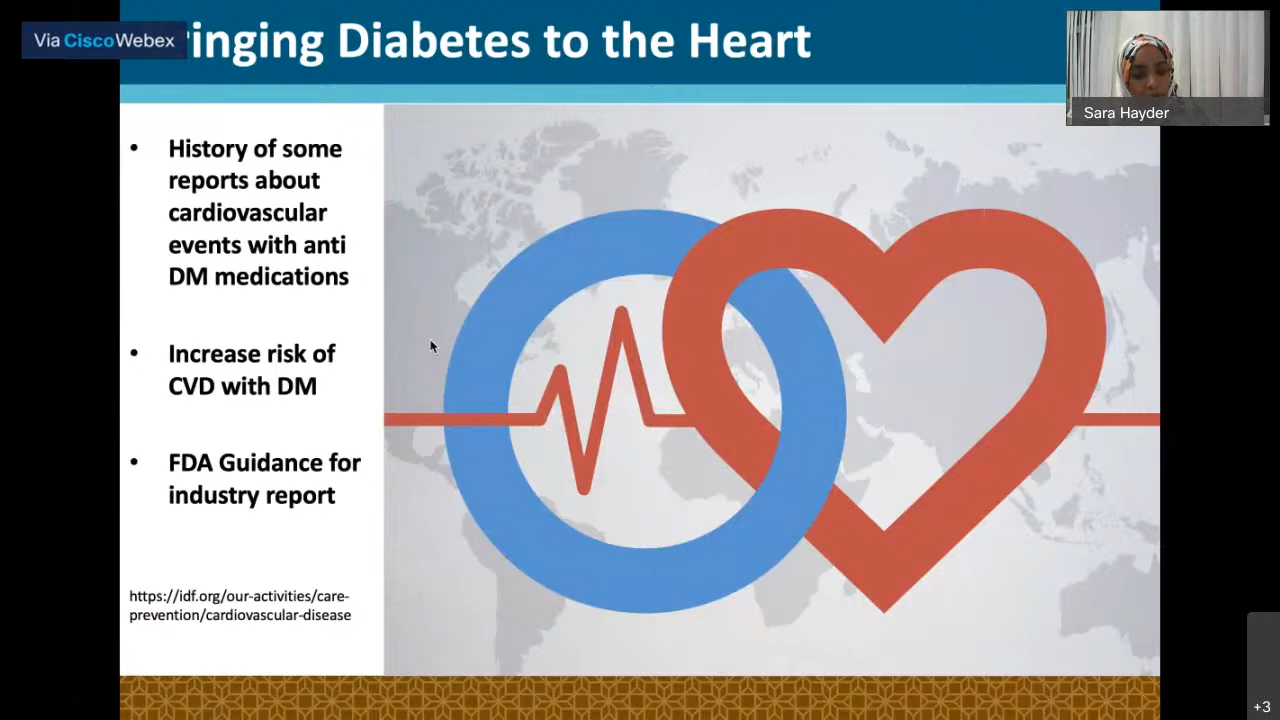 Via CiscoWebex
ringing Diabetes to the Heart
Sara Hayder
• History of some
reports about
cardiovascular
events with anti
DM medications
• Increase risk of
CVD with DM
• FDA Guidance for
industry report
https://idf.org/our-activities/care-
prevention/cardiovascular-disease
+3